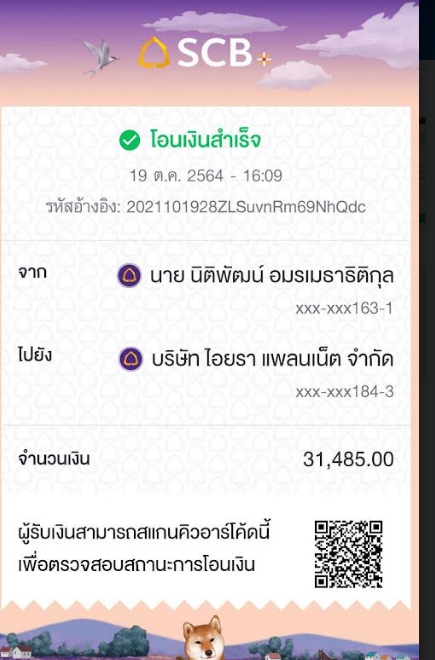 SCB+
โอนเงินสำเร็จ
19 ต.ค. 2564 - 16:09
รหัสอ้างอิง: 2021101928ZLSuvnRm69NhQdc
จาก
นาย นิติพัฒน์ อมรเมธาธิติกุล
xxx-xxx163-1
ไปยัง
บริษัท ไอยรา แพลนเน็ต จำกัด
xxx-xxx184-3
จำนวนเงิน 31,485.00
ผู้รับเงินสามารถสแกนคิวอาร์โค้ดนี้
เพื่อตรวจสอบสถานะการโอนเงิน